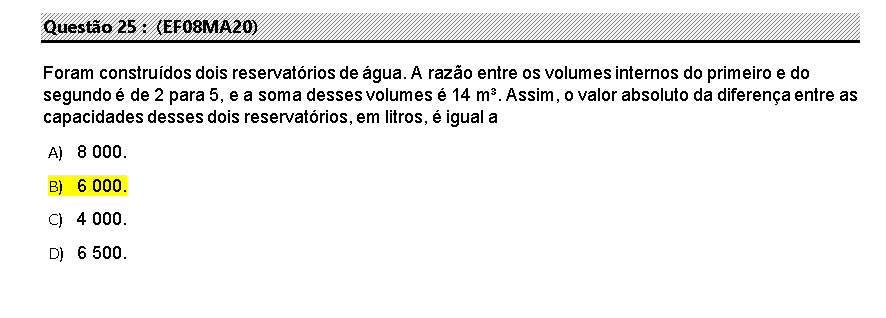 Questão 25 : (EF08MA20)
Foram construídos dois reservatórios de água. A razão entre os volumes internos do primeiro e do
segundo é de 2 para 5, e a soma desses volumes é 14 m³. Assim, o valor absoluto da diferença entre as
capacidades desses dois reservatórios, em litros, é igual a
A) 8 000.
B) 6 000.
C) 4 000.
D) 6 500.